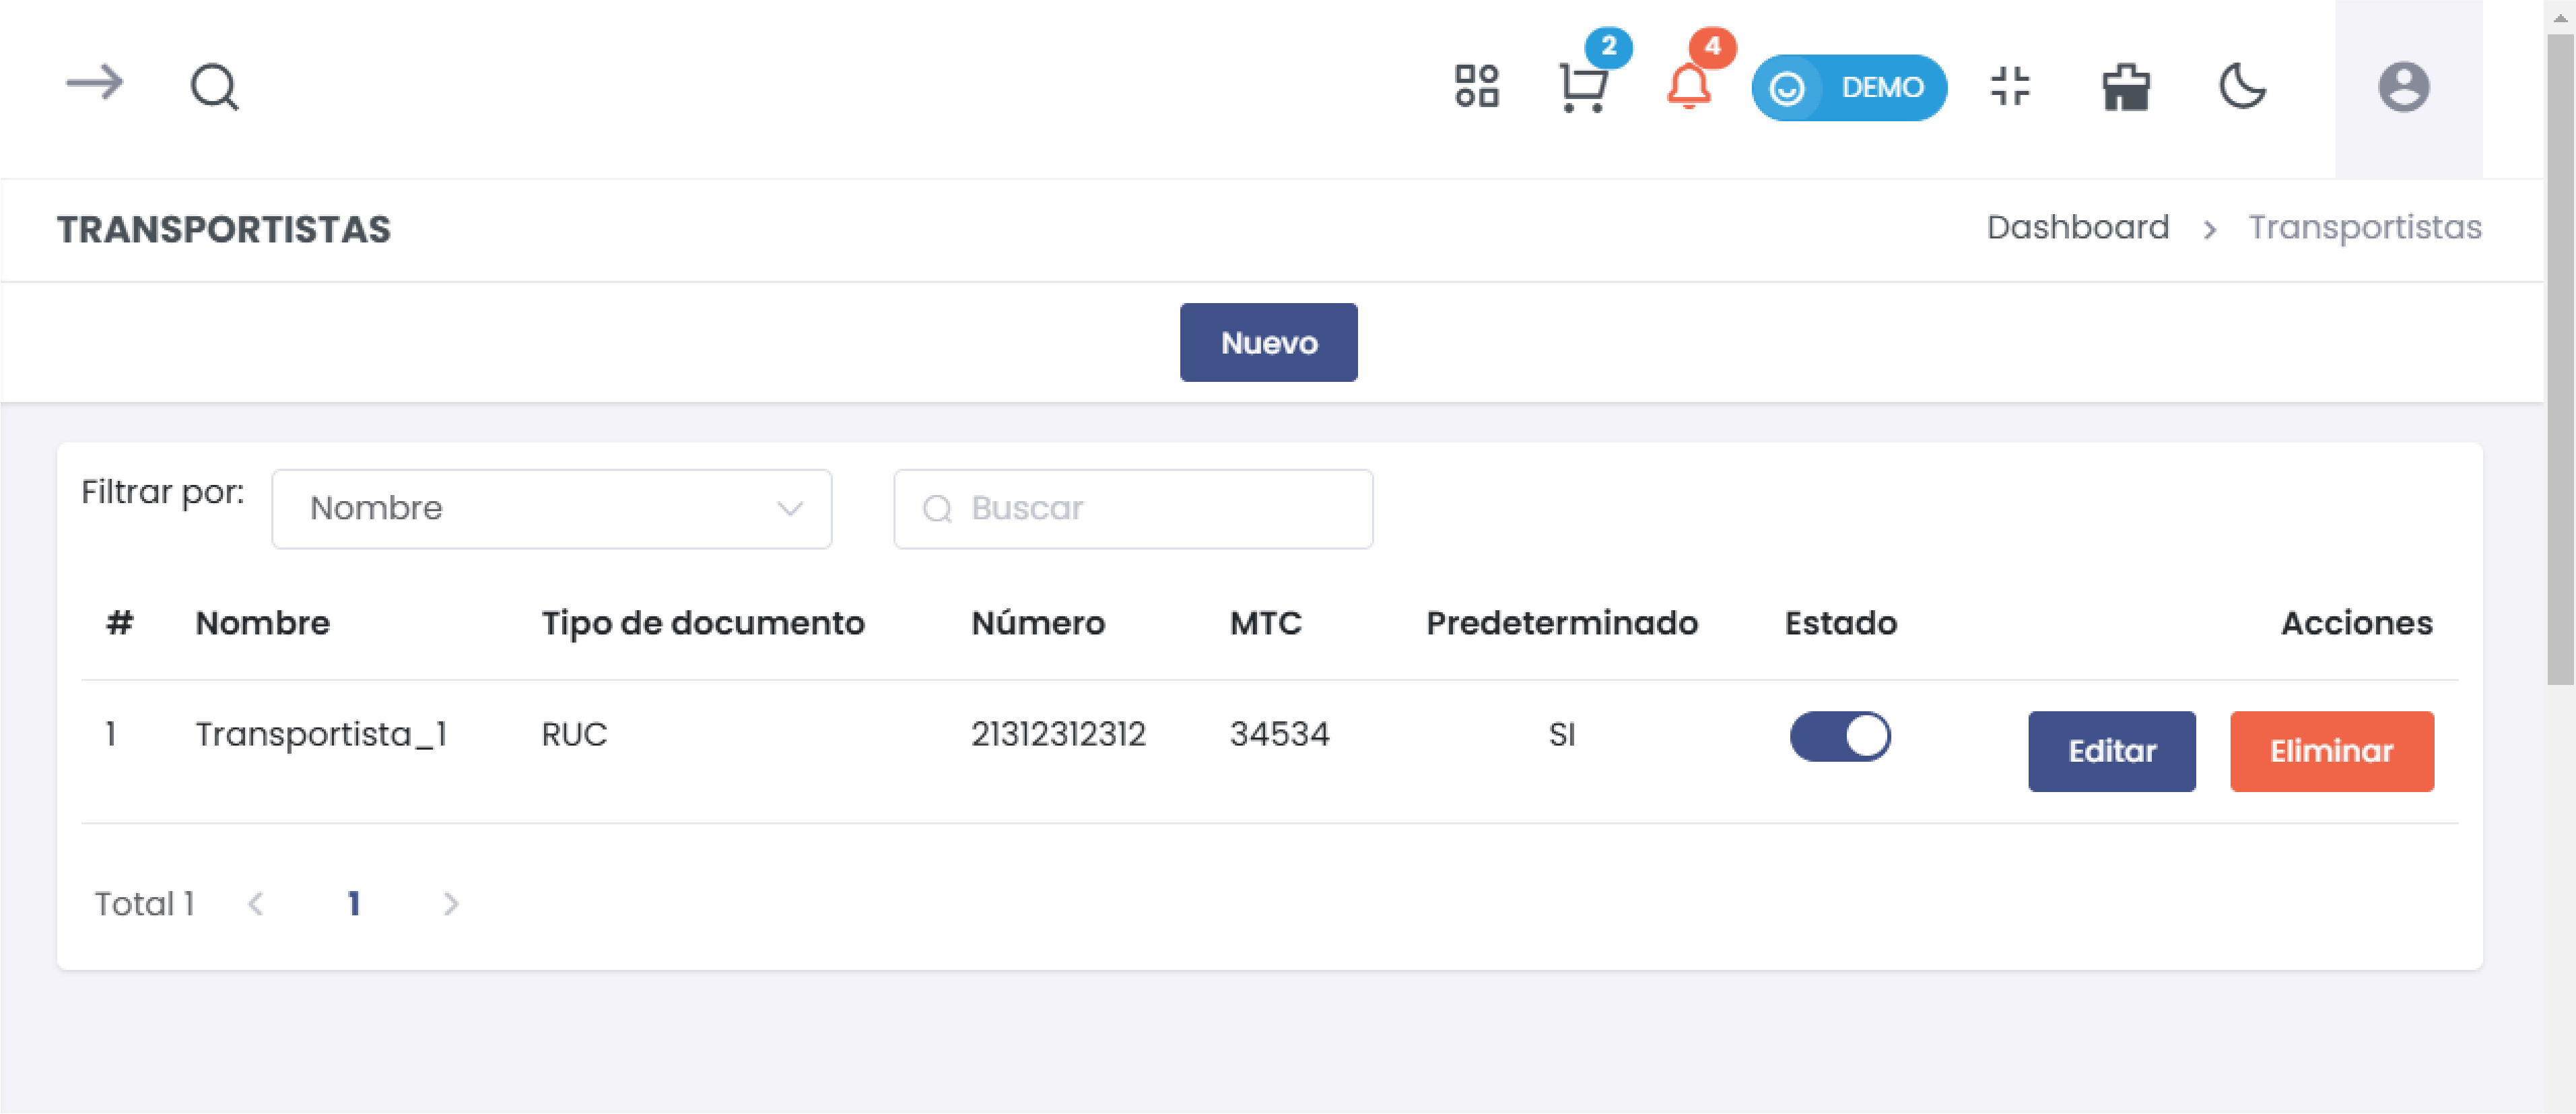 2 4
DEMO
TRANSPORTISTAS Dashboard > Transportistas
Nuevo
Filtrar por: Nombre Buscar
# Nombre Tipo de documento Número MTC Predeterminado Estado Acciones
1 Transportista_1 RUC 21312312312 34534 SI Editar Eliminar
Total 1 < 1 >